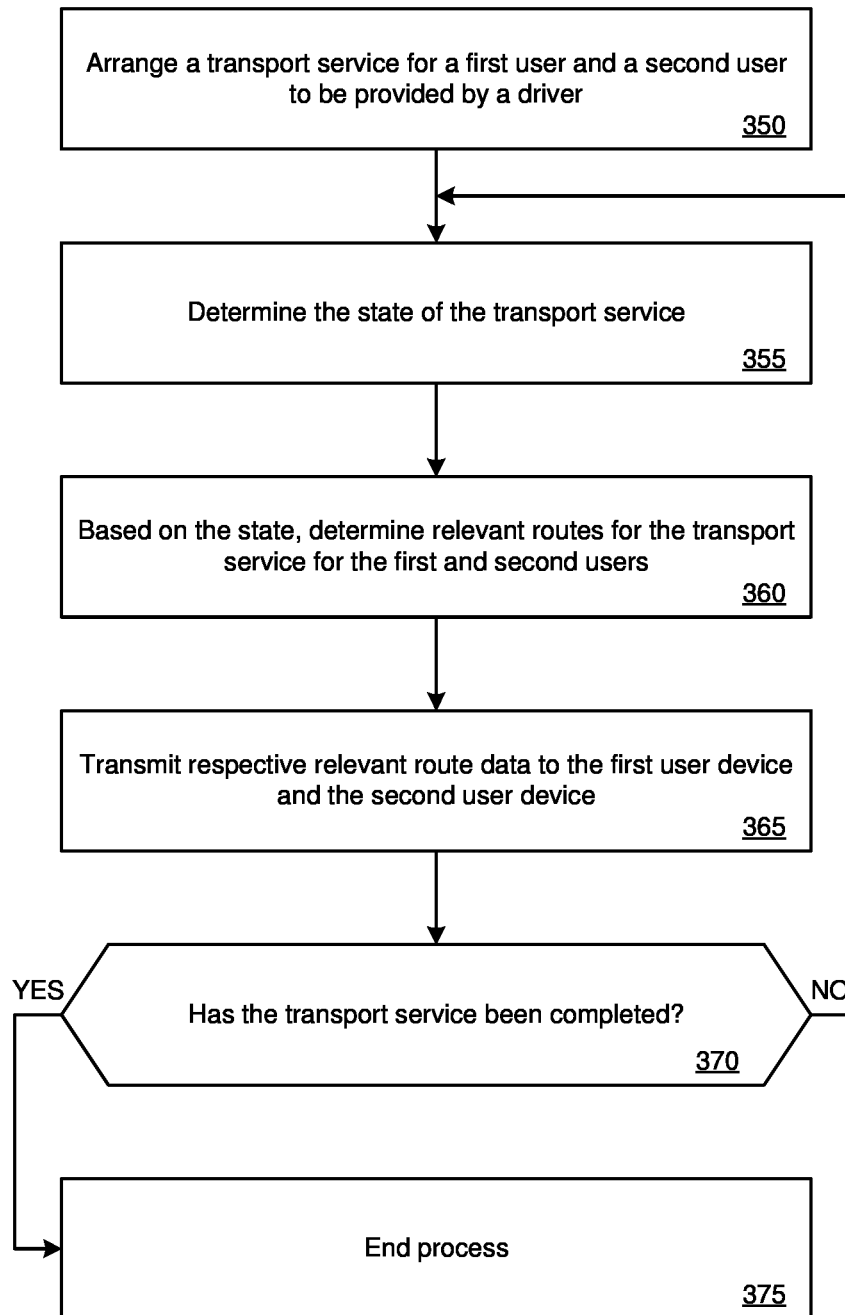 Arrange a transport service for a first user and a second user
to be provided by a driver
350
Determine the state of the transport service
355
Based on the state, determine relevant routes for the transport
service for the first and second users
360
Transmit respective relevant route data to the first user device
and the second user device
365
YES
NO
Has the transport service been completed?
370
End process
375